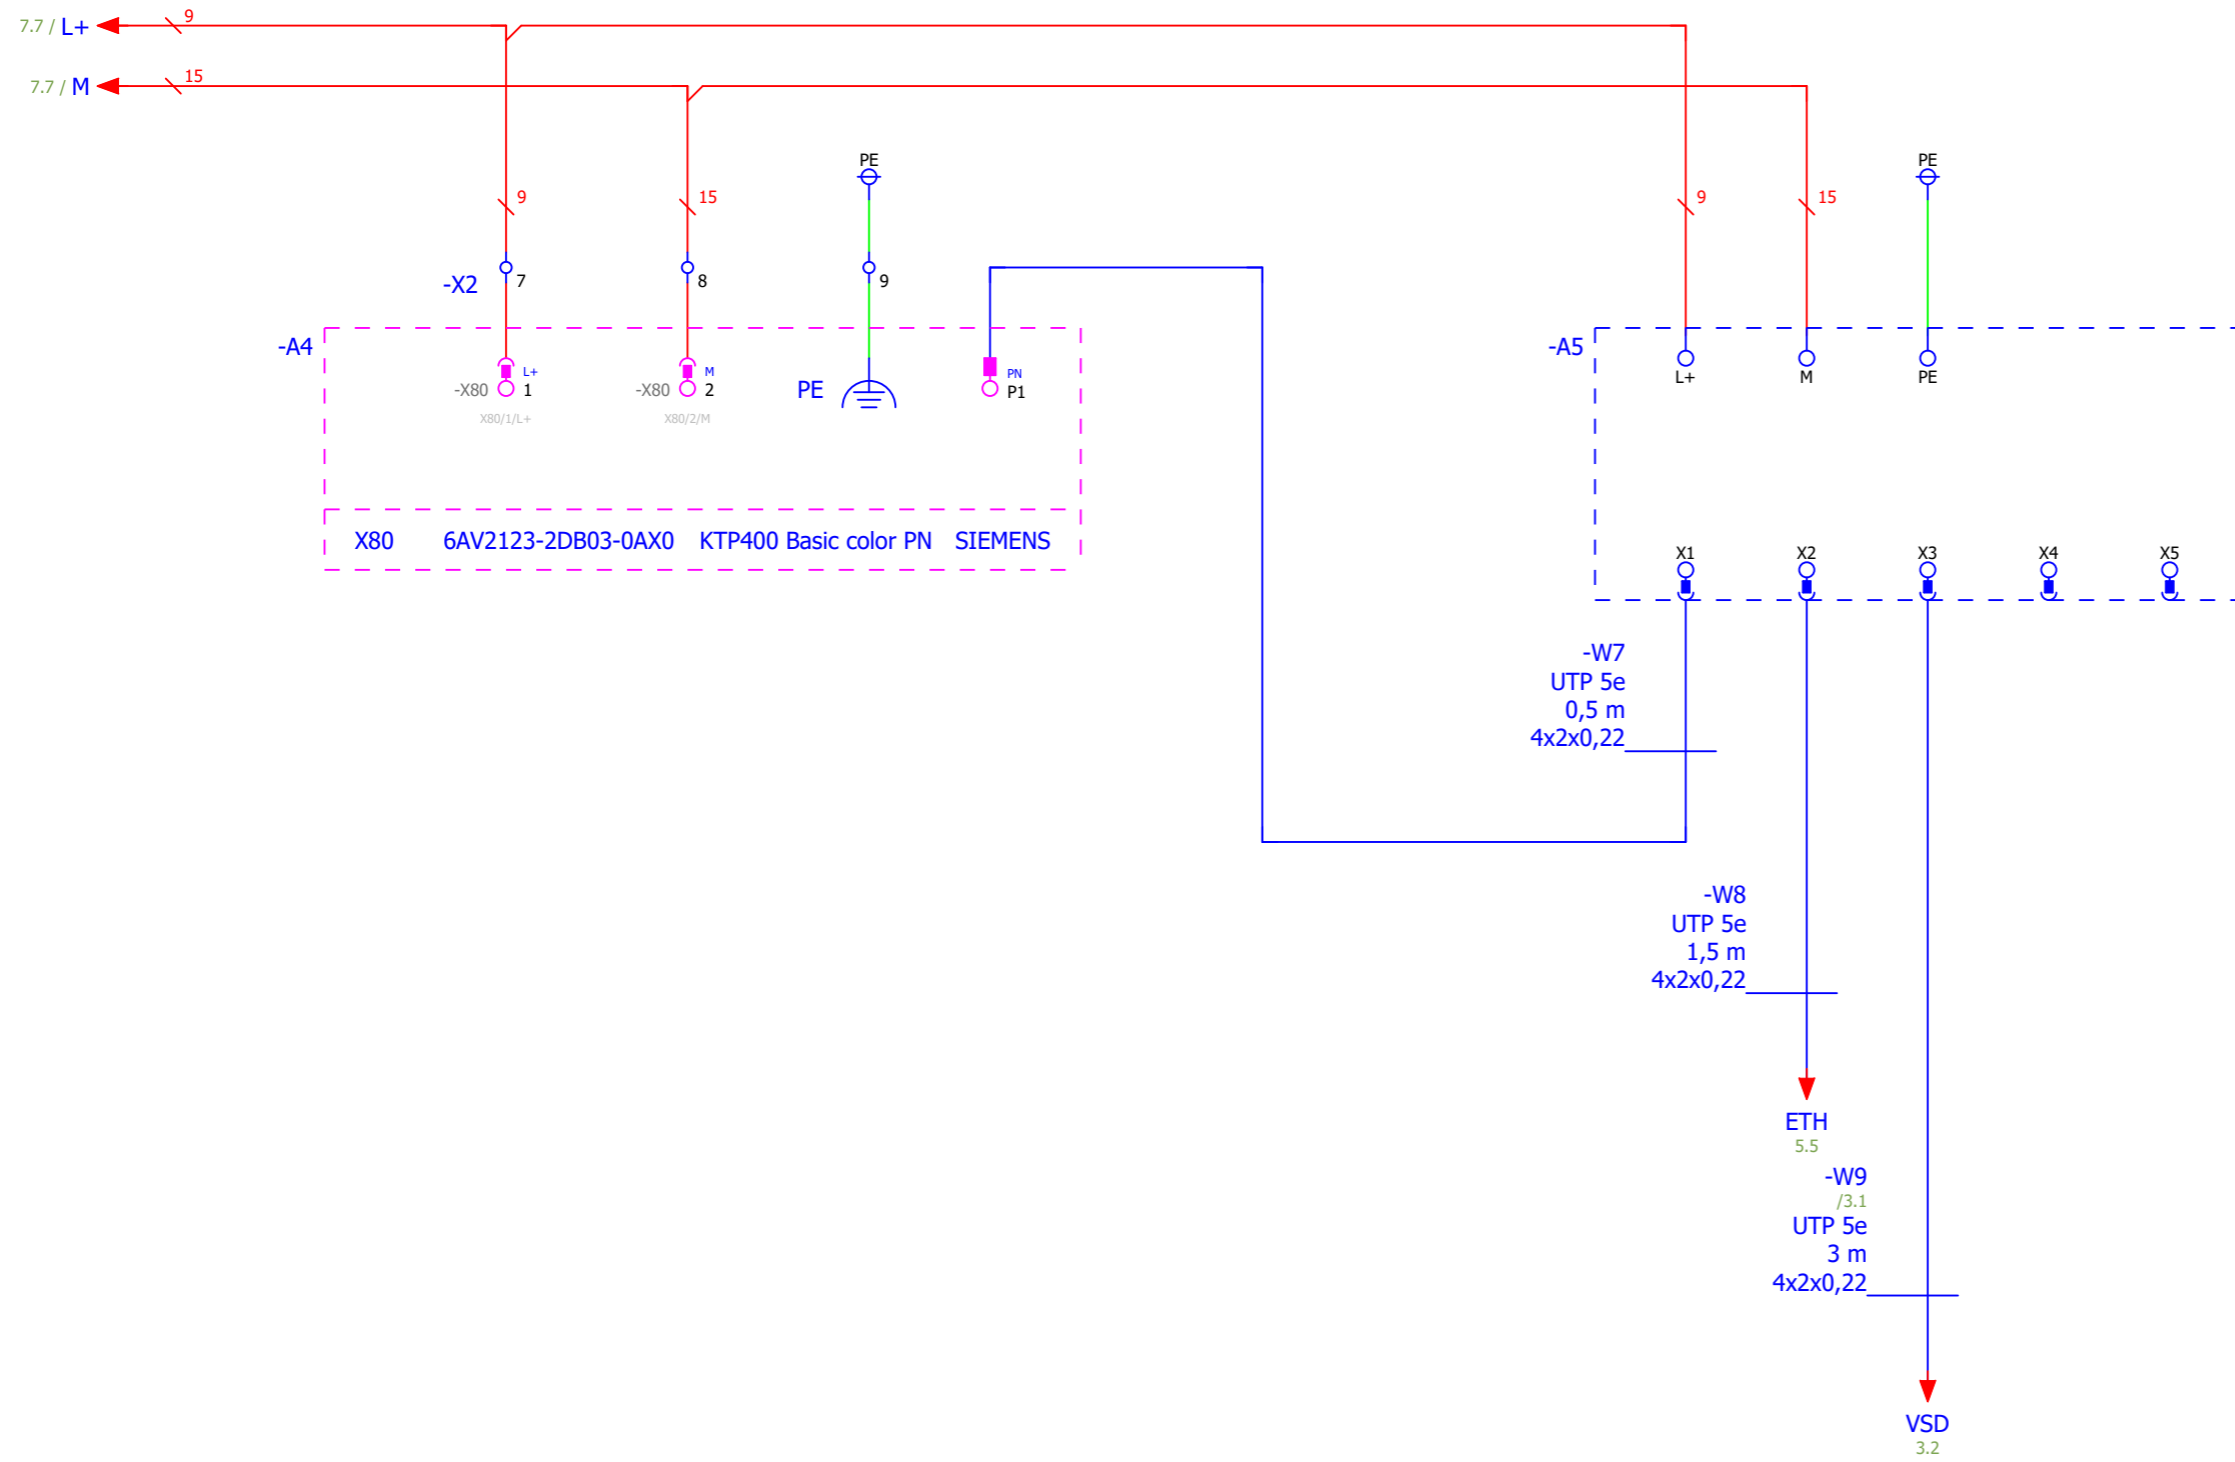 7.7 / L+
9
7.7 / M
15
PE
PE
9
15
9
15
-X2
7
8
9
-A4
-A5
L+
-X80
1
X80/1/L+
M
-X80
2
X80/2/M
PE
PN
P1
L+
M
PE
X80 6AV2123-2DB03-0AX0 KTP400 Basic color PN SIEMENS
X1
X2
X3
X4
X5
-W7
UTP 5e
0,5 m
4x2x0,22
-W8
UTP 5e
1,5 m
4x2x0,22
ETH
5.5
-W9
/3.1
UTP 5e
3 m
4x2x0,22
VSD
3.2